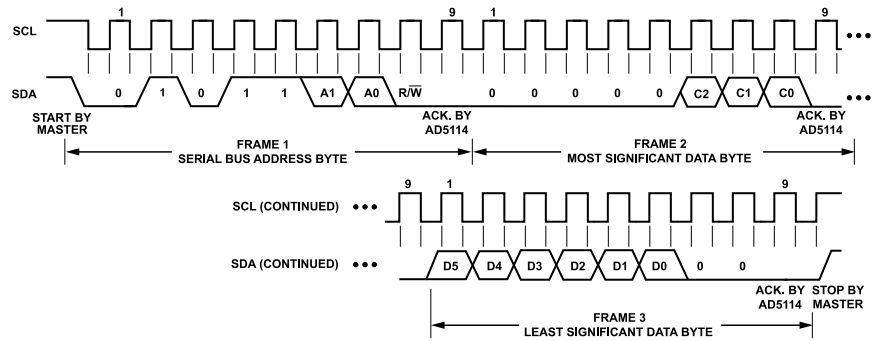 1 9 1 9
SCL
SDA 0 1 0 1 1 A1 A0 R/W̅ 0 0 0 0 0 C2 C1 C0
START BY MASTER
ACK. BY AD5114
ACK. BY AD5114
FRAME 1
SERIAL BUS ADDRESS BYTE
FRAME 2
MOST SIGNIFICANT DATA BYTE
9 1 9
SCL (CONTINUED)
SDA (CONTINUED) D5 D4 D3 D2 D1 D0 0 0
ACK. BY AD5114
STOP BY MASTER
FRAME 3
LEAST SIGNIFICANT DATA BYTE